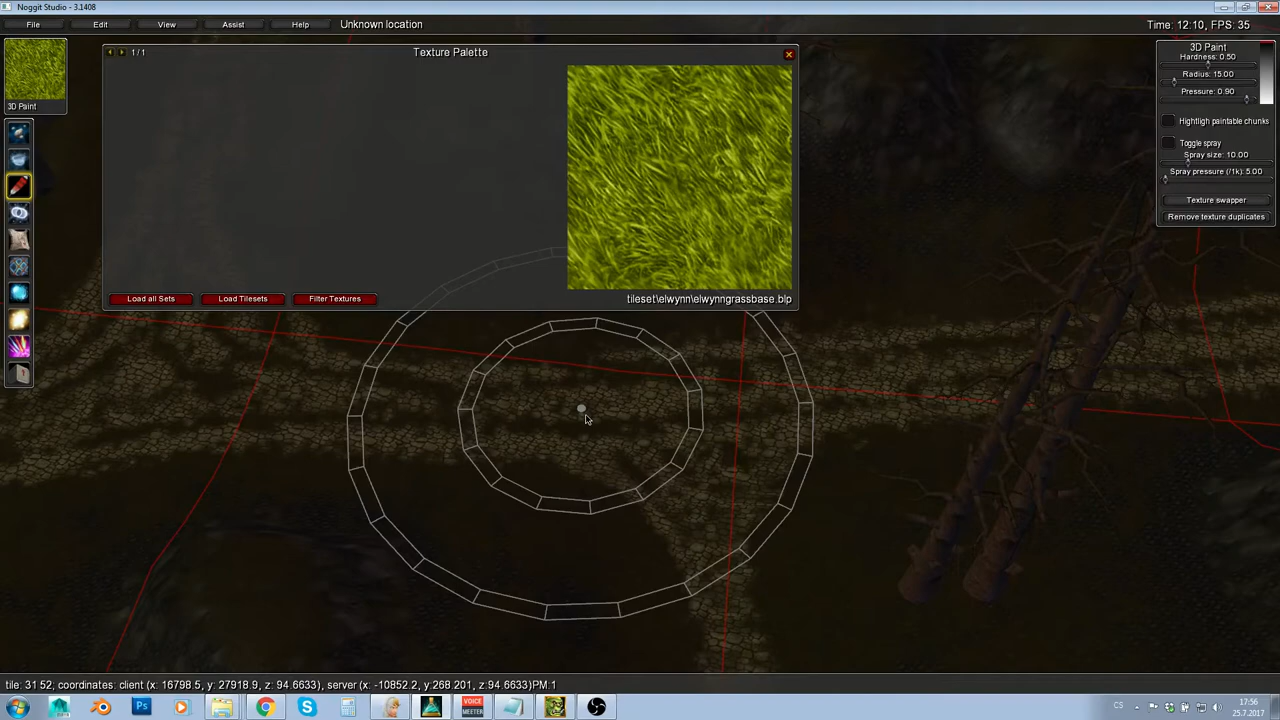 Noggit Studio - 3.1408
File Edit View Assist Help Unknown location Time: 12:10, FPS: 35
3D Paint
1/1 Texture Palette
Load all Sets Load Tilesets Filter Textures
tileset\elwynn\elwynngrassbase.blp
3D Paint
Hardness: 0.50
Radius: 15.00
Pressure: 0.90
Hightligh paintable chunks
Toggle spray
Spray size: 10.00
Spray pressure (/1k): 5.00
Texture swapper
Remove texture duplicates
tile: 31 52, coordinates: client (x: 16798.5, y: 27918.9, z: 94.6633), server (x: -10852.2, y:268.201, z:94.6633)PM.1
Ps
VOICE
MEETER
CS
17:56
25.7.2017